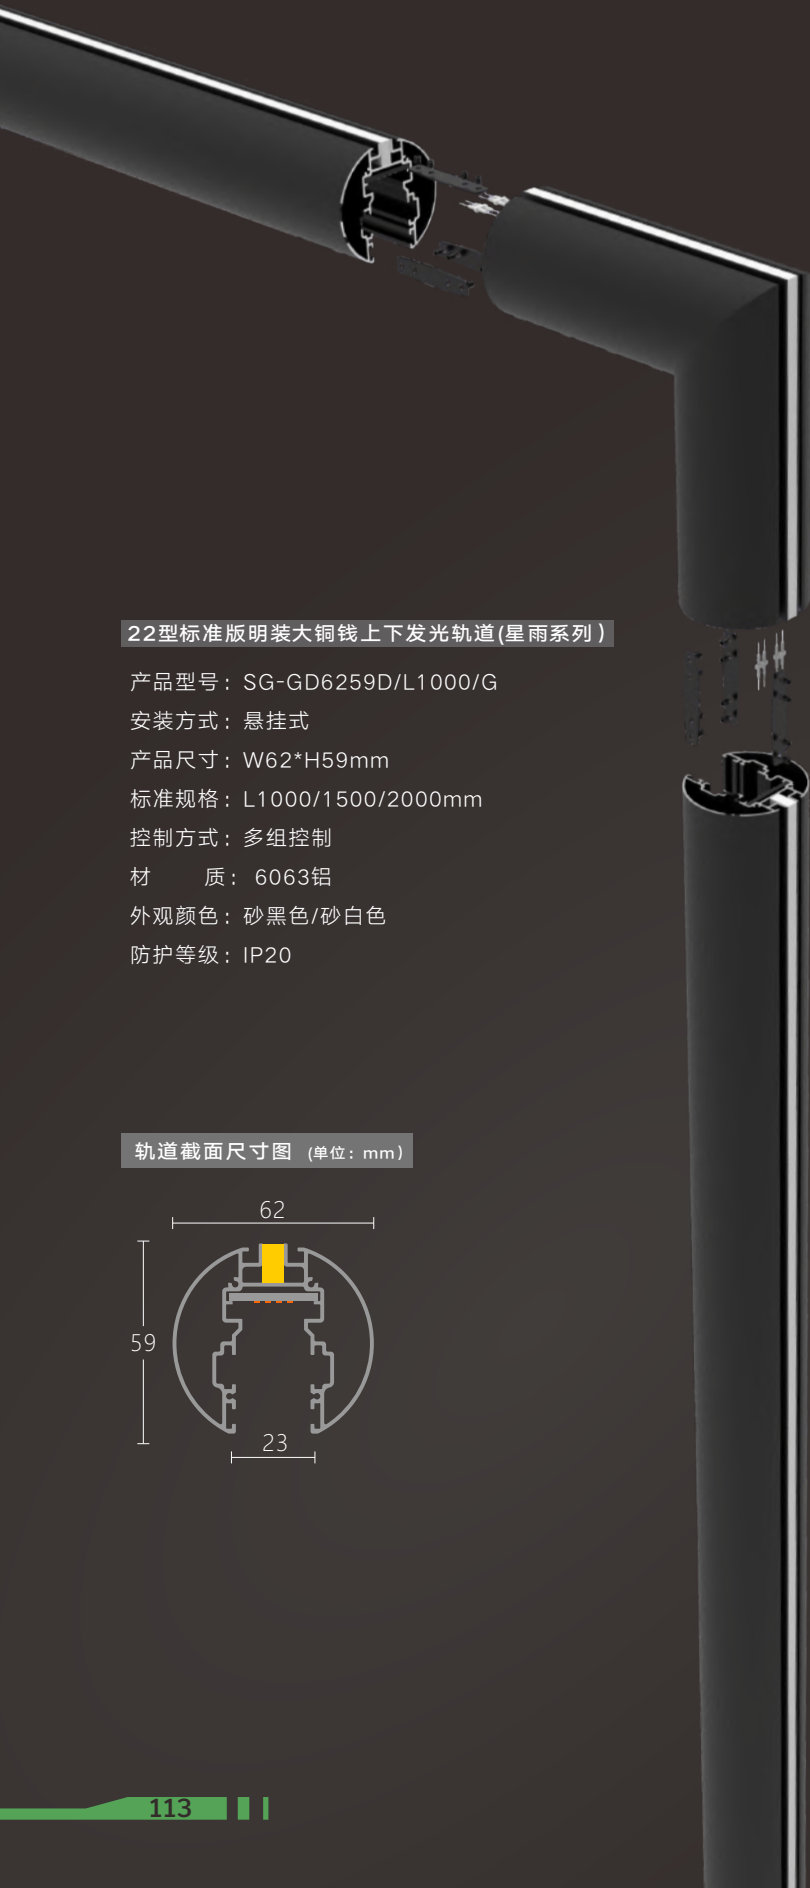 22型标准版明装大铜钱上下发光轨道(星雨系列)
产品型号：SG-GD6259D/L1000/G
安装方式：悬挂式
产品尺寸：W62*H59mm
标准规格：L1000/1500/2000mm
控制方式：多组控制
材 质：6063铝
外观颜色：砂黑色/砂白色
防护等级：IP20
轨道截面尺寸图 (单位：mm)
62
59
23
113